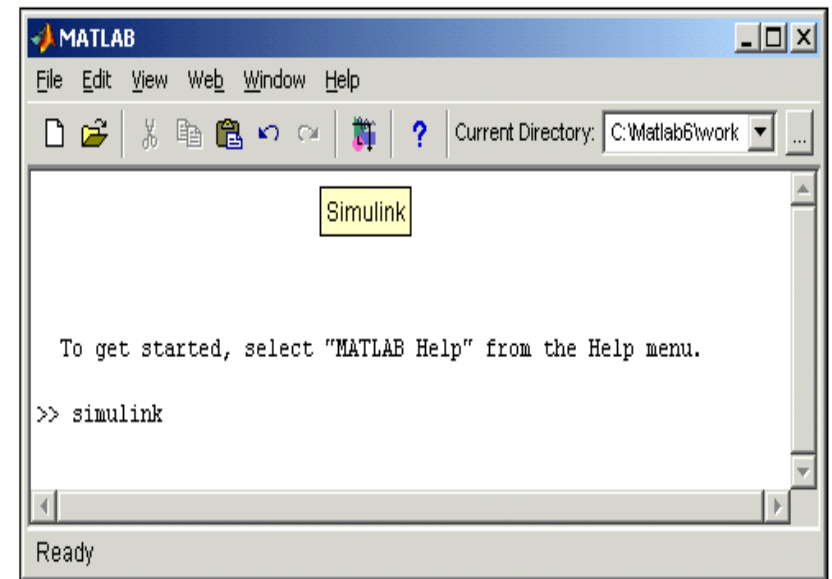 MATLAB
File Edit View Web Window Help
? Current Directory: C:\Matlab6\work ...
Simulink
To get started, select "MATLAB Help" from the Help menu.
>> simulink
Ready